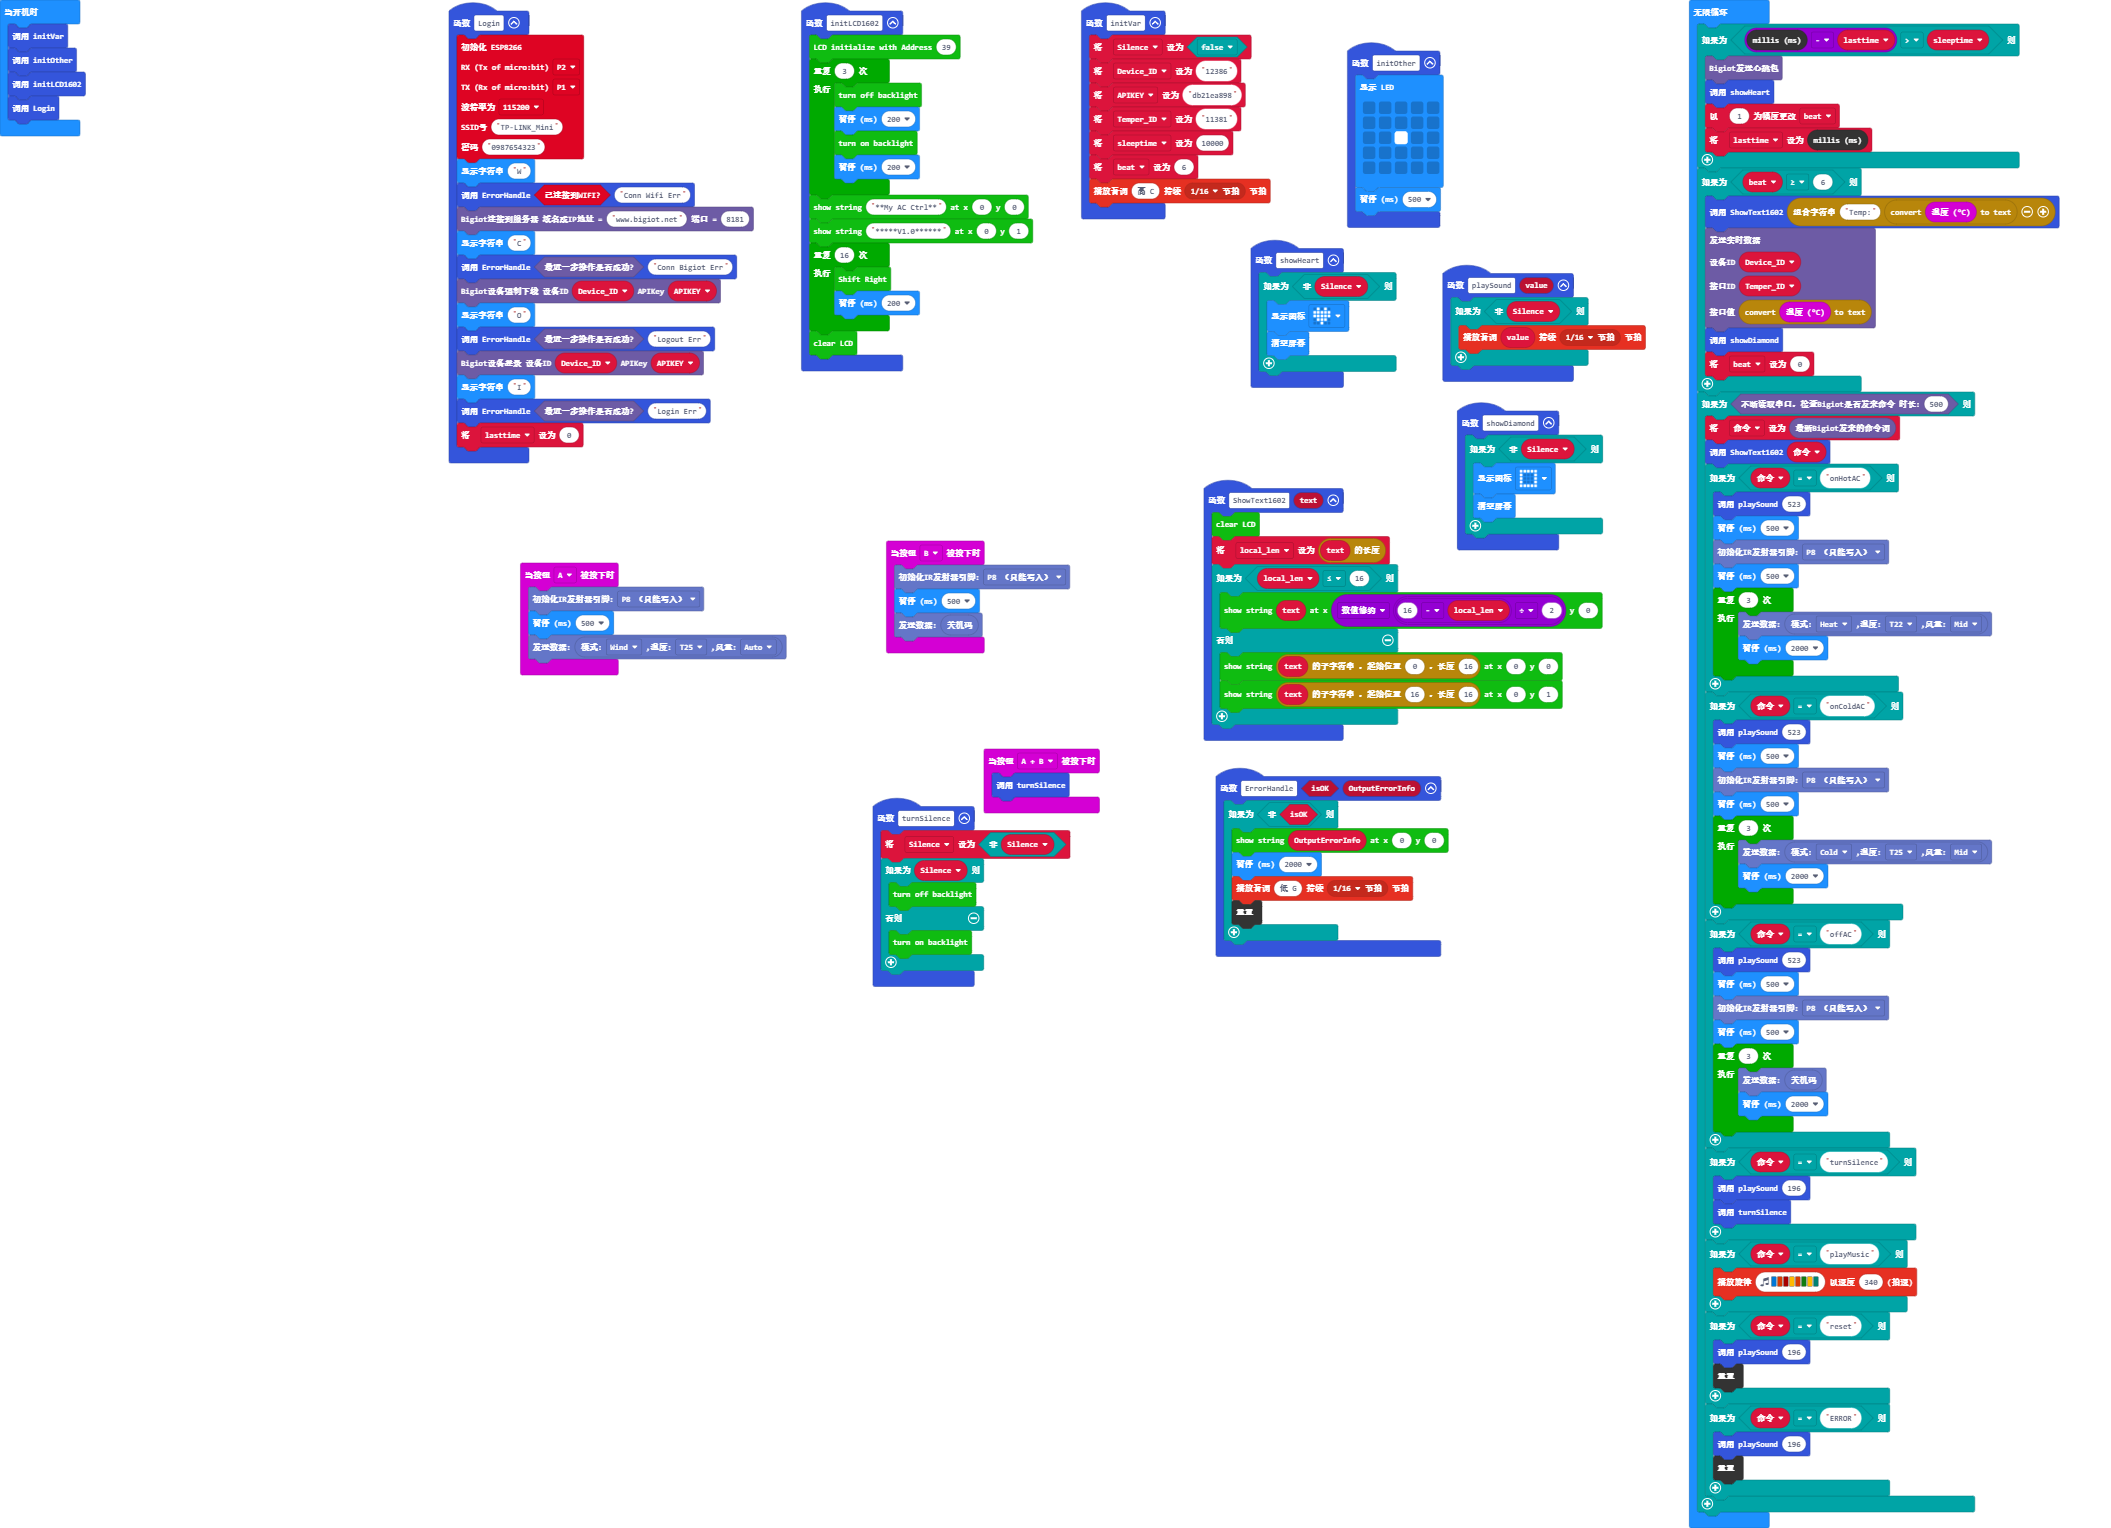 当开机时
调用 initVar
调用 initOther
调用 initLCD1602
调用 Login
函数 Login
初始化 ESP8266
RX (Tx of micro:bit) P2
TX (Rx of micro:bit) P1
波特率为 115200
SSID号 "TP-LINK_Mini"
密码 "0987654323"
显示字符串 "W"
调用 ErrorHandle 已连接到WIFI? "Conn Wifi Err"
Bigiot连接到服务器 域名或IP地址 = "www.bigiot.net" 端口 = 8181
显示字符串 "C"
调用 ErrorHandle 最近一步操作是否成功? "Conn Bigiot Err"
Bigiot设备强制下线 设备ID Device_ID APIKey APIKEY
显示字符串 "O"
调用 ErrorHandle 最近一步操作是否成功? "Logout Err"
Bigiot设备登录 设备ID Device_ID APIKey APIKEY
显示字符串 "I"
调用 ErrorHandle 最近一步操作是否成功? "Login Err"
将 lasttime 设为 0
函数 initLCD1602
LCD initialize with Address 39
重复 3 次
执行
turn off backlight
暂停 (ms) 200
turn on backlight
暂停 (ms) 200
show string "**My AC Ctrl**" at x 0 y 0
show string "*****V1.0******" at x 0 y 1
重复 16 次
执行
Shift Right
暂停 (ms) 200
clear LCD
函数 initVar
将 Silence 设为 false
将 Device_ID 设为 "12386"
将 APIKEY 设为 "db21ea898"
将 Temper_ID 设为 "11381"
将 sleeptime 设为 10000
将 beat 设为 6
播放音调 高 C 持续 1/16 节拍 节拍
函数 initOther
显示 LED
暂停 (ms) 500
函数 showHeart
如果为 非 Silence 则
显示图标
清空屏幕
函数 playSound value
如果为 非 Silence 则
播放音调 value 持续 1/16 节拍 节拍
函数 showDiamond
如果为 非 Silence 则
显示图标
清空屏幕
函数 ShowText1602 text
clear LCD
将 local_len 设为 text 的长度
如果为 local_len ≤ 16 则
show string text at x 数值修约 16 - local_len ÷ 2 y 0
否则
show string text 的子字符串，起始位置 0 ，长度 16 at x 0 y 0
show string text 的子字符串，起始位置 16 ，长度 16 at x 0 y 1
当按钮 A 被按下时
初始化IR发射器引脚: P8 (只能写入)
暂停 (ms) 500
发送数据: 模式: Wind ,温度: T25 ,风量: Auto
当按钮 B 被按下时
初始化IR发射器引脚: P8 (只能写入)
暂停 (ms) 500
发送数据: 关机码
当按钮 A + B 被按下时
调用 turnSilence
函数 turnSilence
将 Silence 设为 非 Silence
如果为 Silence 则
turn off backlight
否则
turn on backlight
函数 ErrorHandle isOK OutputErrorInfo
如果为 非 isOK 则
show string OutputErrorInfo at x 0 y 0
暂停 (ms) 2000
播放音调 低 G 持续 1/16 节拍 节拍
重置
无限循环
如果为 millis (ms) - lasttime > sleeptime 则
Bigiot发送心跳包
调用 showHeart
以 1 为幅度更改 beat
将 lasttime 设为 millis (ms)
如果为 beat ≥ 6 则
调用 ShowText1602 组合字符串 "Temp:" convert 温度 (°C) to text
发送实时数据
设备ID Device_ID
接口ID Temper_ID
接口值 convert 温度 (°C) to text
调用 showDiamond
将 beat 设为 0
如果为 不断读取串口，检查Bigiot是否发来命令 时长: 500 则
将 命令 设为 最新Bigiot发来的命令词
调用 ShowText1602 命令
如果为 命令 = "onHotAC" 则
调用 playSound 523
暂停 (ms) 500
初始化IR发射器引脚: P8 (只能写入)
暂停 (ms) 500
重复 3 次
执行
发送数据: 模式: Heat ,温度: T22 ,风量: Mid
暂停 (ms) 2000
如果为 命令 = "onColdAC" 则
调用 playSound 523
暂停 (ms) 500
初始化IR发射器引脚: P8 (只能写入)
暂停 (ms) 500
重复 3 次
执行
发送数据: 模式: Cold ,温度: T25 ,风量: Mid
暂停 (ms) 2000
如果为 命令 = "offAC" 则
调用 playSound 523
暂停 (ms) 500
初始化IR发射器引脚: P8 (只能写入)
暂停 (ms) 500
重复 3 次
执行
发送数据: 关机码
暂停 (ms) 2000
如果为 命令 = "turnSilence" 则
调用 playSound 196
调用 turnSilence
如果为 命令 = "playMusic" 则
播放旋律 以速度 340 (拍速)
如果为 命令 = "reset" 则
调用 playSound 196
重置
如果为 命令 = "ERROR" 则
调用 playSound 196
重置